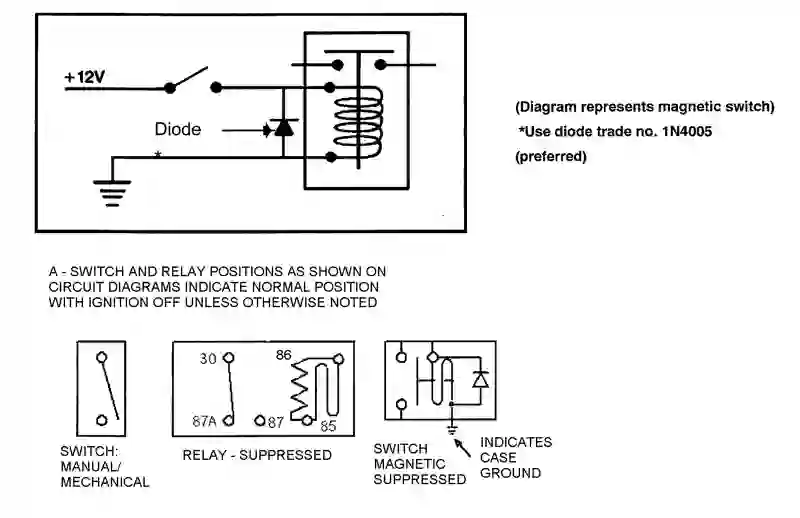 +12V
Diode
*
(Diagram represents magnetic switch)
*Use diode trade no. 1N4005
(preferred)
A - SWITCH AND RELAY POSITIONS AS SHOWN ON
CIRCUIT DIAGRAMS INDICATE NORMAL POSITION
WITH IGNITION OFF UNLESS OTHERWISE NOTED
30
86
87A
87
85
SWITCH:
MANUAL/
MECHANICAL
RELAY - SUPPRESSED
SWITCH
MAGNETIC
SUPPRESSED
INDICATES
CASE
GROUND